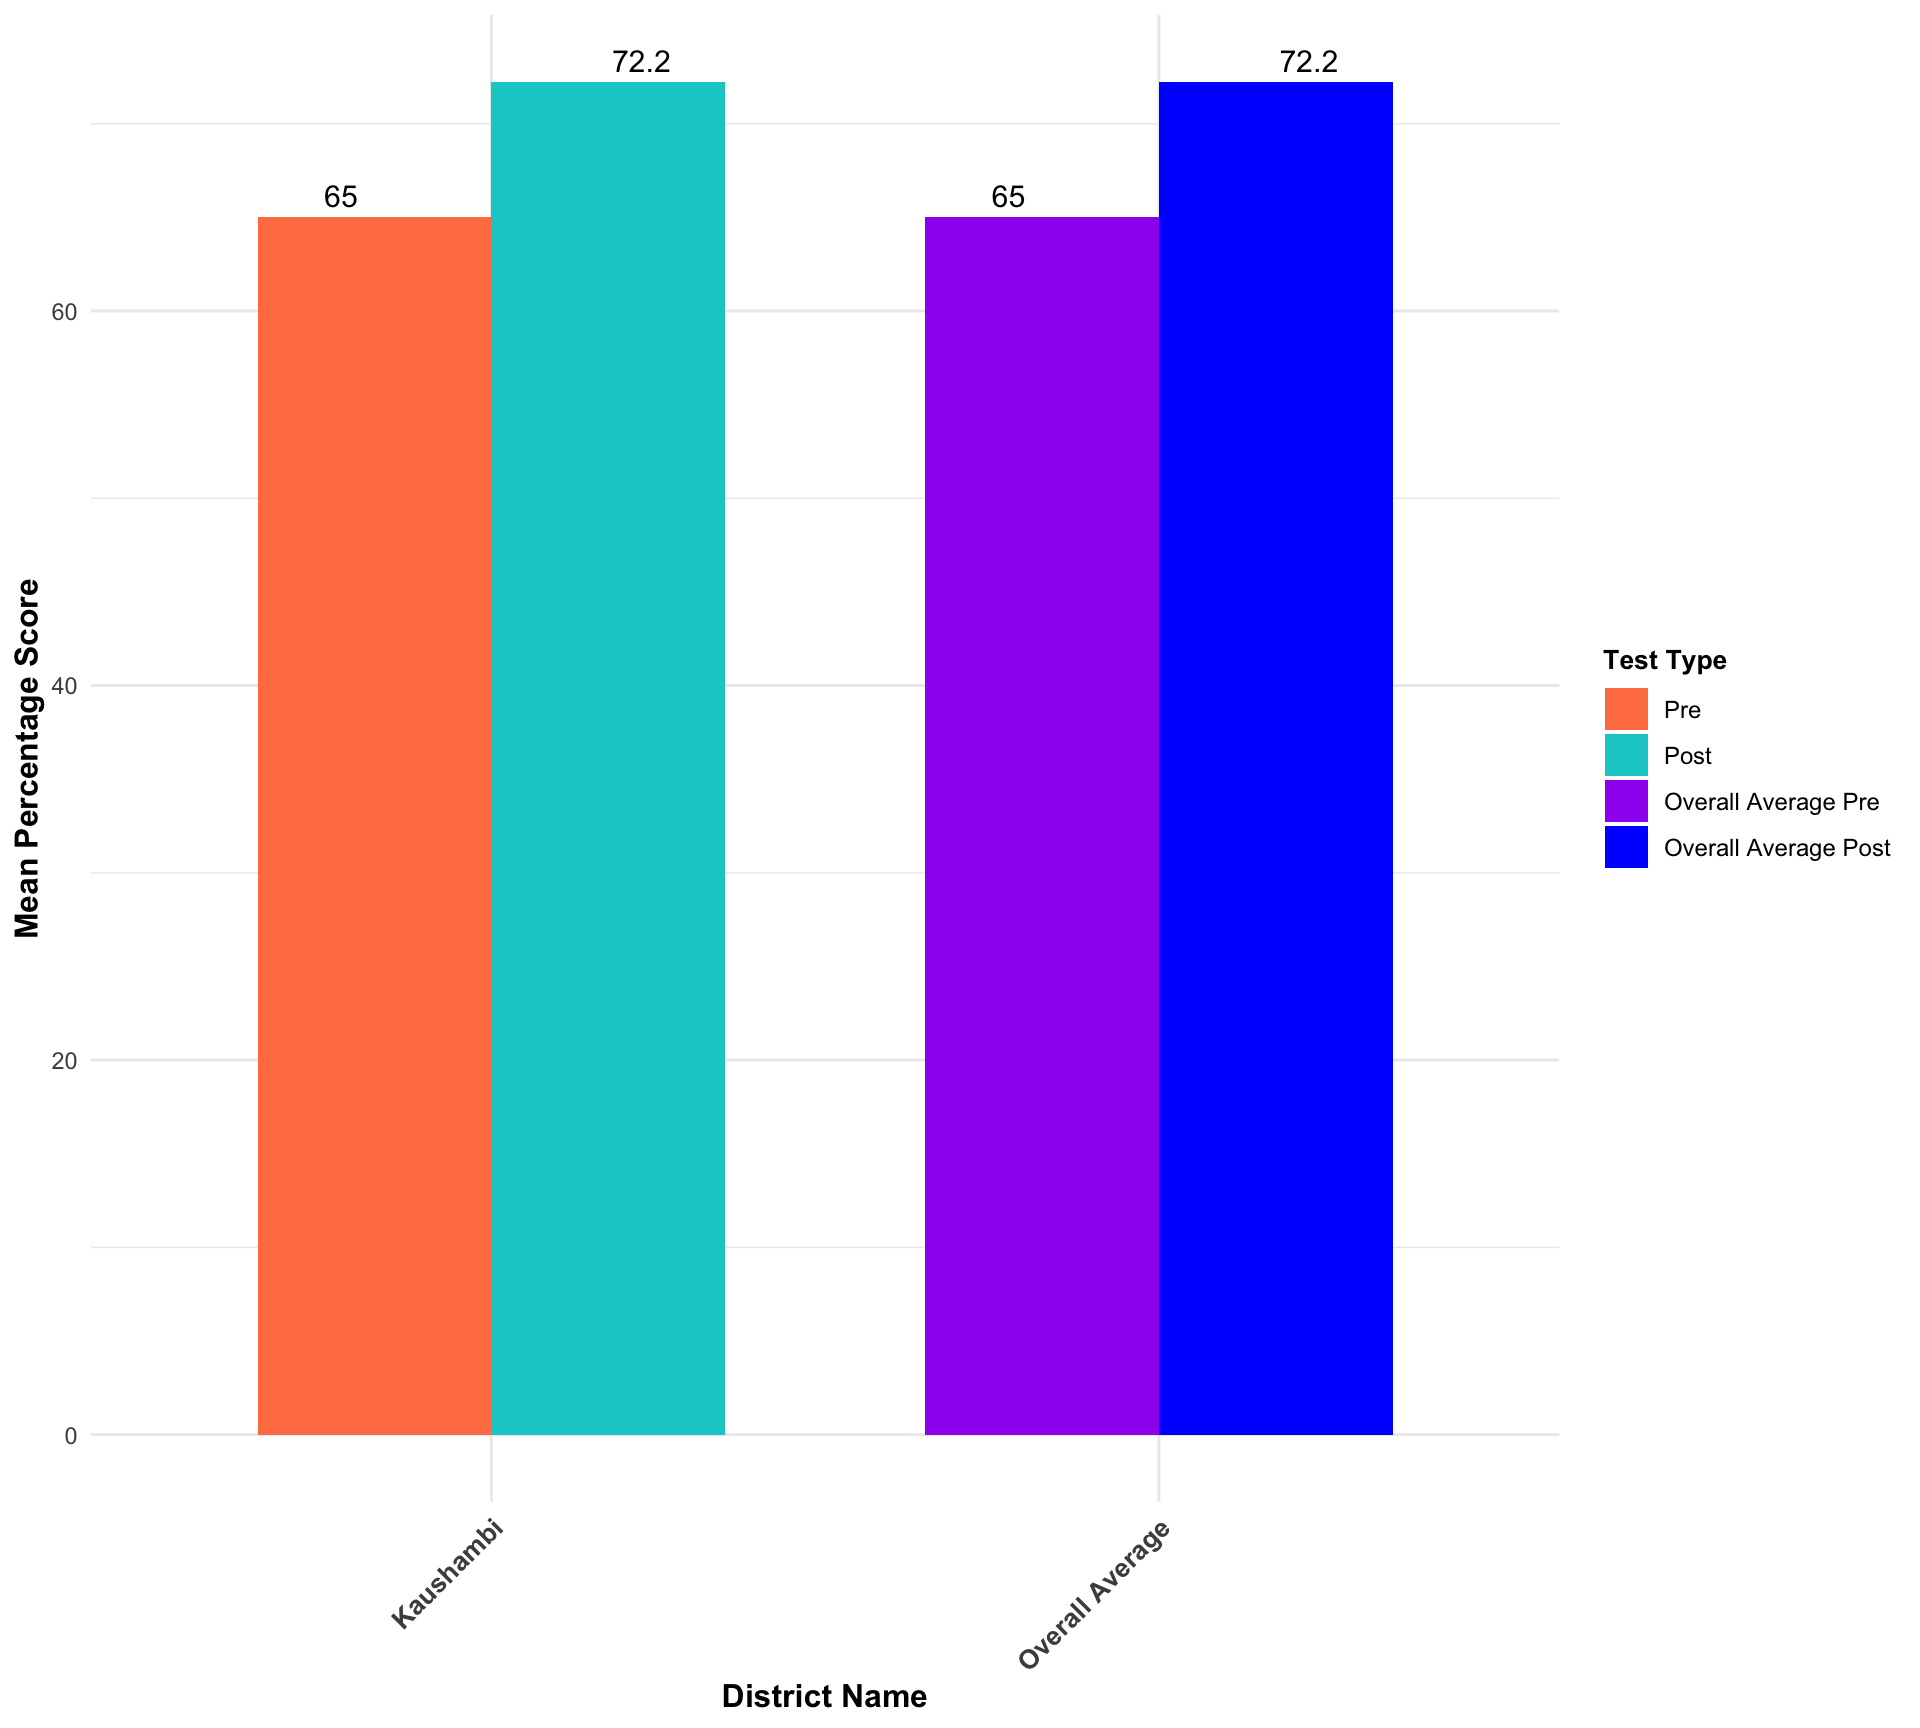 72.2
72.2
65
65
60
40
20
0
Mean Percentage Score
Kaushambi
Overall Average
District Name
Test Type
Pre
Post
Overall Average Pre
Overall Average Post